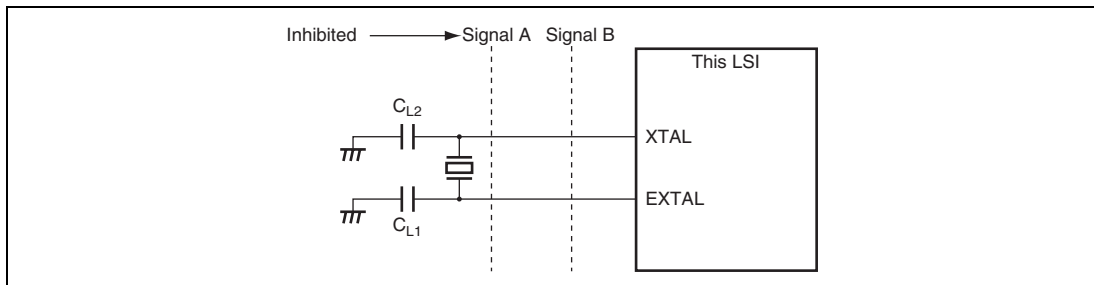 Inhibited Signal A Signal B
This LSI
CL2
XTAL
EXTAL
CL1